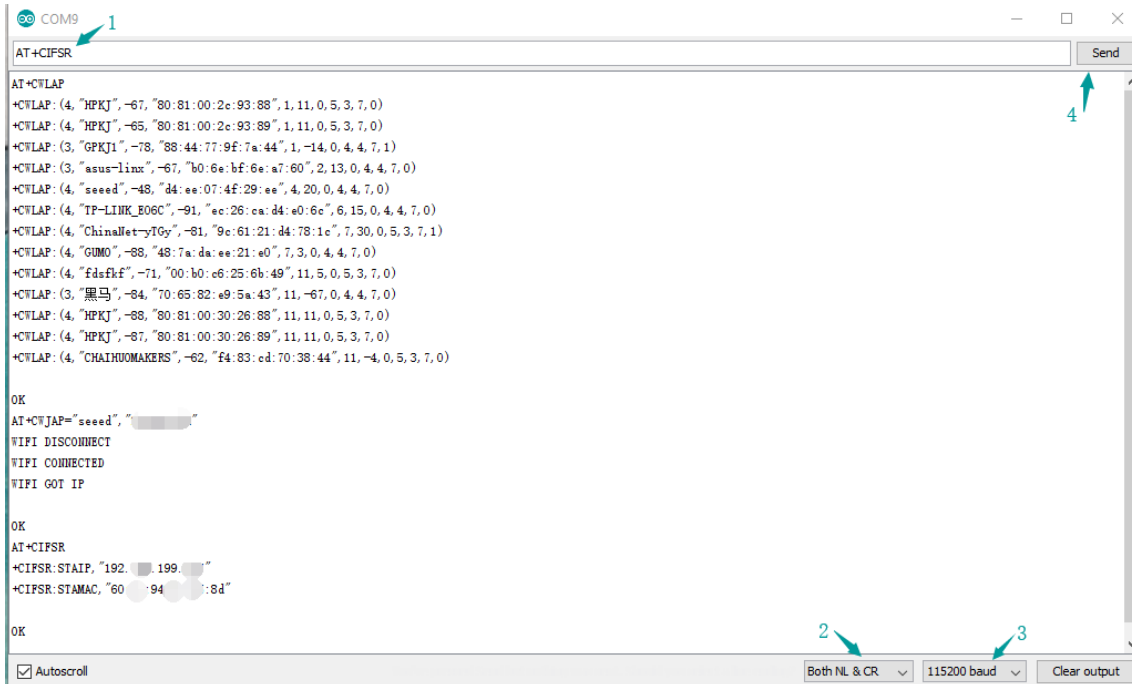 COM9
1
AT+CIFSR
Send
4
AT+CWLAP
+CWLAP:(4,"HPKJ",-67,"80:81:00:2c:93:88",1,11,0,5,3,7,0)
+CWLAP:(4,"HPKJ",-65,"80:81:00:2c:93:89",1,11,0,5,3,7,0)
+CWLAP:(3,"GPKJ1",-78,"88:44:77:9f:7a:44",1,-14,0,4,4,7,1)
+CWLAP:(3,"asus-linx",-67,"b0:6e:bf:6e:a7:60",2,13,0,4,4,7,0)
+CWLAP:(4,"seeed",-48,"d4:ee:07:4f:29:ee",4,20,0,4,4,7,0)
+CWLAP:(4,"TP-LINK_E06C",-91,"ec:26:ca:d4:e0:6c",6,15,0,4,4,7,0)
+CWLAP:(4,"ChinaNet-yTGy",-81,"9c:61:21:d4:78:1c",7,30,0,5,3,7,1)
+CWLAP:(4,"GUMO",-88,"48:7a:da:ee:21:e0",7,3,0,4,4,7,0)
+CWLAP:(4,"fdsfkf",-71,"00:b0:c6:25:6b:49",11,5,0,5,3,7,0)
+CWLAP:(3,"黑马",-84,"70:65:82:e9:5a:43",11,-67,0,4,4,7,0)
+CWLAP:(4,"HPKJ",-88,"80:81:00:30:26:88",11,11,0,5,3,7,0)
+CWLAP:(4,"HPKJ",-87,"80:81:00:30:26:89",11,11,0,5,3,7,0)
+CWLAP:(4,"CHAIHUOMAKERS",-62,"f4:83:cd:70:38:44",11,-4,0,5,3,7,0)
OK
AT+CWJAP="seeed",""
WIFI DISCONNECT
WIFI CONNECTED
WIFI GOT IP
OK
AT+CIFSR
+CIFSR:STAIP,"192. .199. "
+CIFSR:STAMAC,"60 :94 :8d"
OK
2
3
Autoscroll
Both NL & CR
115200 baud
Clear output